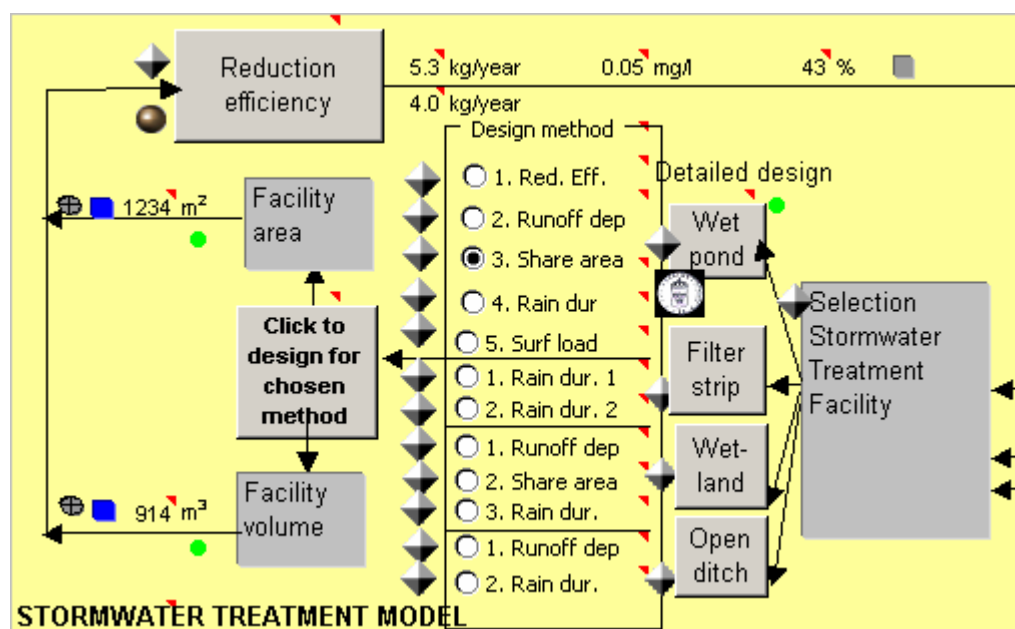 Reduction
efficiency
5.3 kg/year
0.05 mg/l
43 %
4.0 kg/year
Design method
1. Red. Eff.
2. Runoff dep
3. Share area
4. Rain dur
5. Surf load
1. Rain dur. 1
2. Rain dur. 2
1. Runoff dep
2. Share area
3. Rain dur.
1. Runoff dep
2. Rain dur.
Facility
area
1234 m²
Click to
design for
chosen
method
Facility
volume
914 m³
Detailed design
Wet
pond
Filter
strip
Wet-
land
Open
ditch
Selection
Stormwater
Treatment
Facility
STORMWATER TREATMENT MODEL